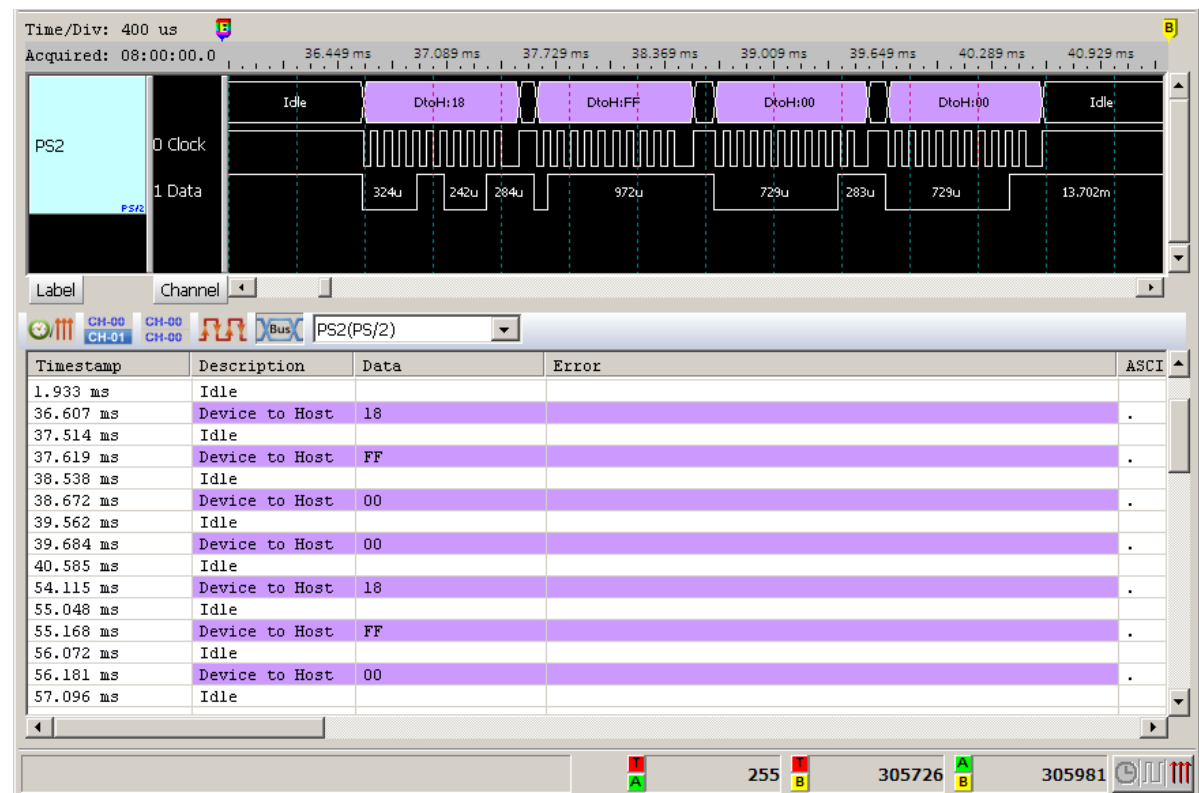 Time/Div: 400 us
B
Acquired: 08:00:00.0 36.449 ms 37.089 ms 37.729 ms 38.369 ms 39.009 ms 39.649 ms 40.289 ms 40.929 ms
Idle DtoH:18 DtoH:FF DtoH:00 DtoH:00 Idle
PS2 0 Clock
1 Data 324u 242u 284u 972u 729u 283u 729u 13.702m
PS/2
Label Channel
CH-00 CH-00
CH-01 CH-00 Bus PS2(PS/2)
Timestamp Description Data Error ASCI
1.933 ms Idle
36.607 ms Device to Host 18 .
37.514 ms Idle
37.619 ms Device to Host FF .
38.538 ms Idle
38.672 ms Device to Host 00 .
39.562 ms Idle
39.684 ms Device to Host 00 .
40.585 ms Idle
54.115 ms Device to Host 18 .
55.048 ms Idle
55.168 ms Device to Host FF .
56.072 ms Idle
56.181 ms Device to Host 00 .
57.096 ms Idle
T A 255 T B 305726 A B 305981